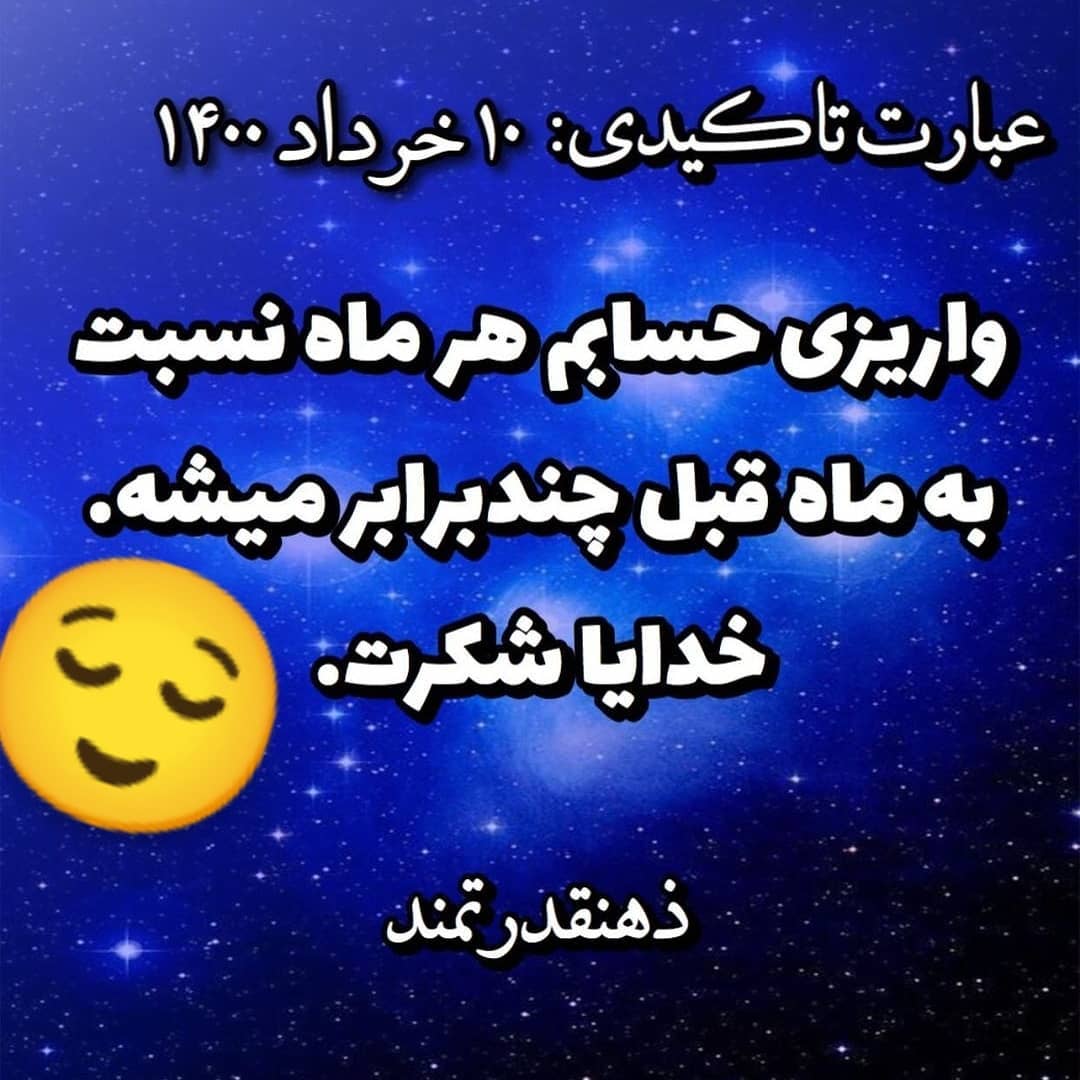 عبارت تاکیدی: ۱۰ خرداد ۱۴۰۰
واریزی حسابم هر ماه نسبت
به ماه قبل چندبرابر میشه.
خدایا شکرت.
ذهنقدرتمند